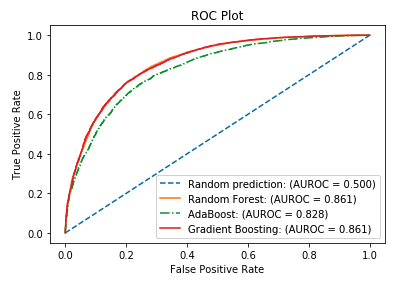 ROC Plot
1.0
0.8
0.6
0.4
0.2
0.0
True Positive Rate
Random prediction: (AUROC = 0.500)
Random Forest: (AUROC = 0.861)
AdaBoost: (AUROC = 0.828)
Gradient Boosting: (AUROC = 0.861)
0.0 0.2 0.4 0.6 0.8 1.0
False Positive Rate